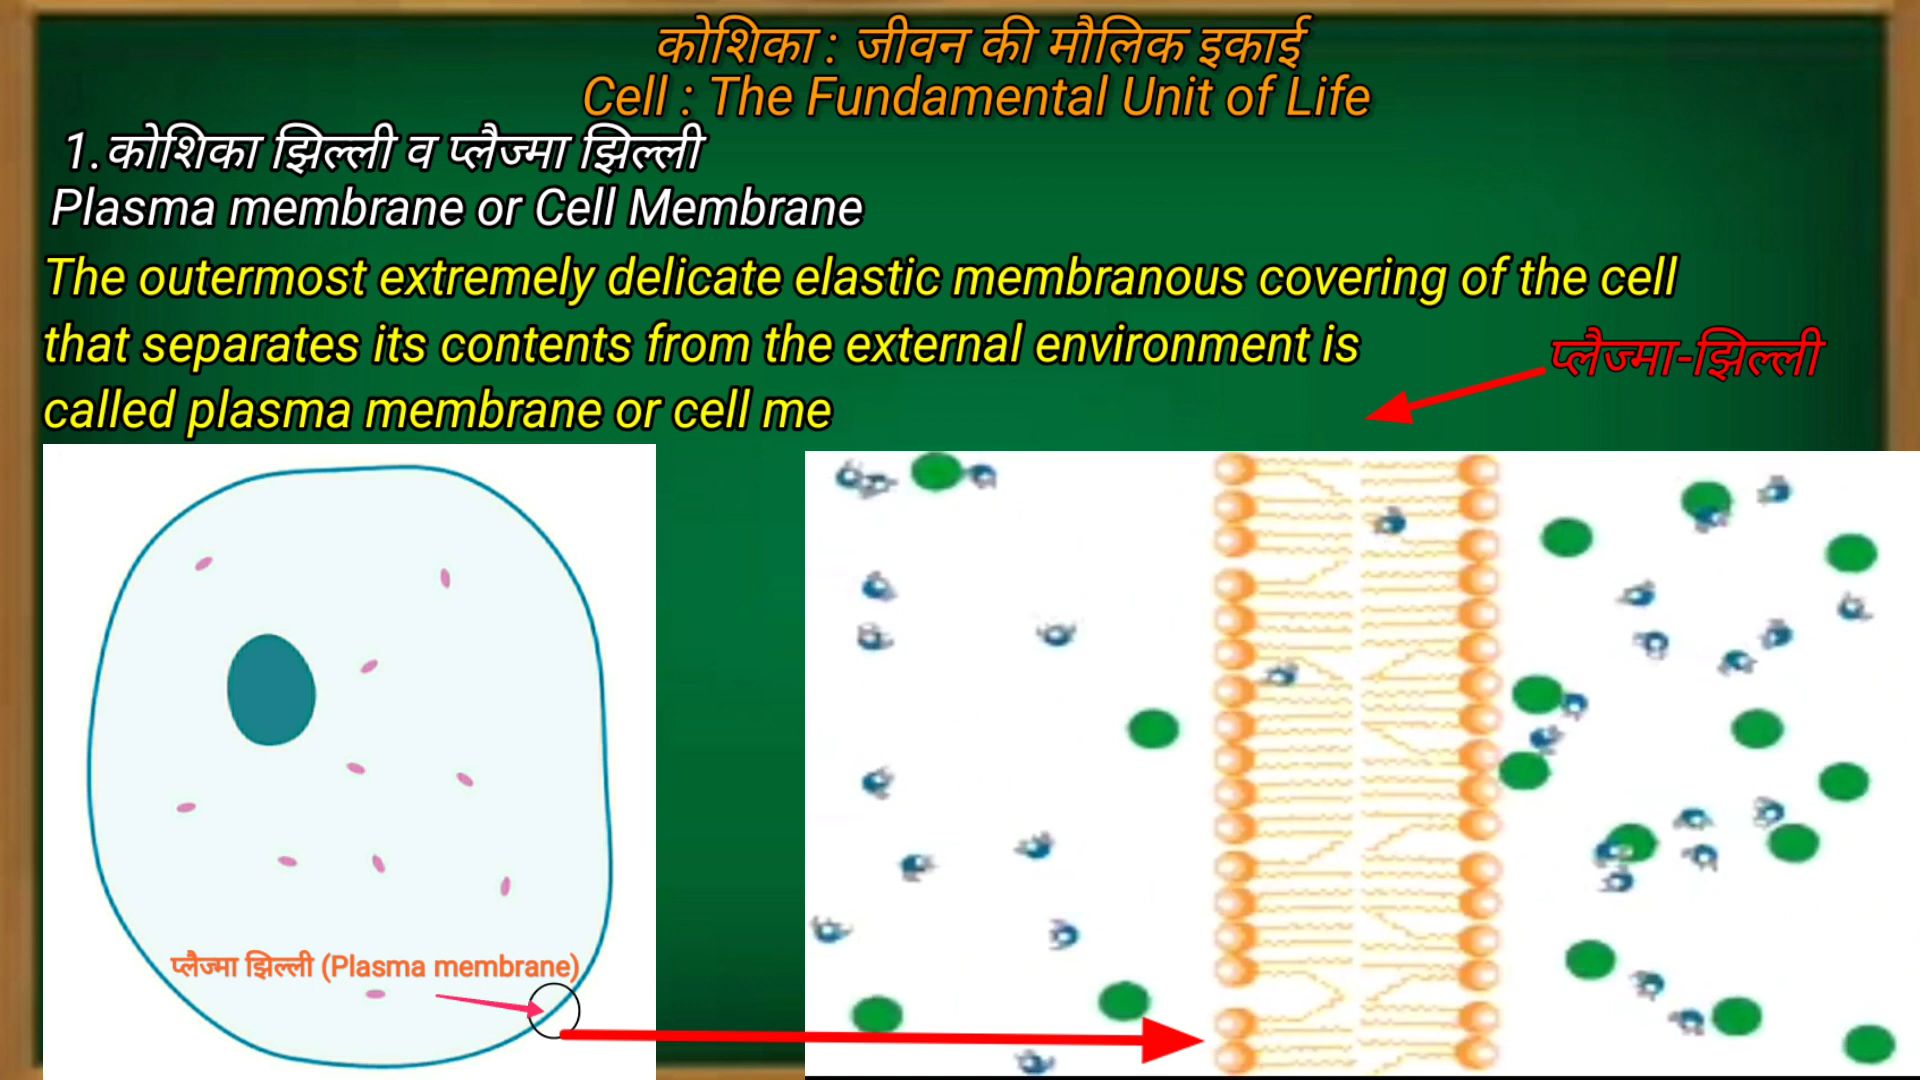 कोशिका : जीवन की मौलिक इकाई
Cell : The Fundamental Unit of Life
1. कोशिका झिल्ली व प्लैज्मा झिल्ली
Plasma membrane or Cell Membrane
The outermost extremely delicate elastic membranous covering of the cell
that separates its contents from the external environment is
called plasma membrane or cell me
प्लैज्मा-झिल्ली
प्लैज्मा झिल्ली (Plasma membrane)